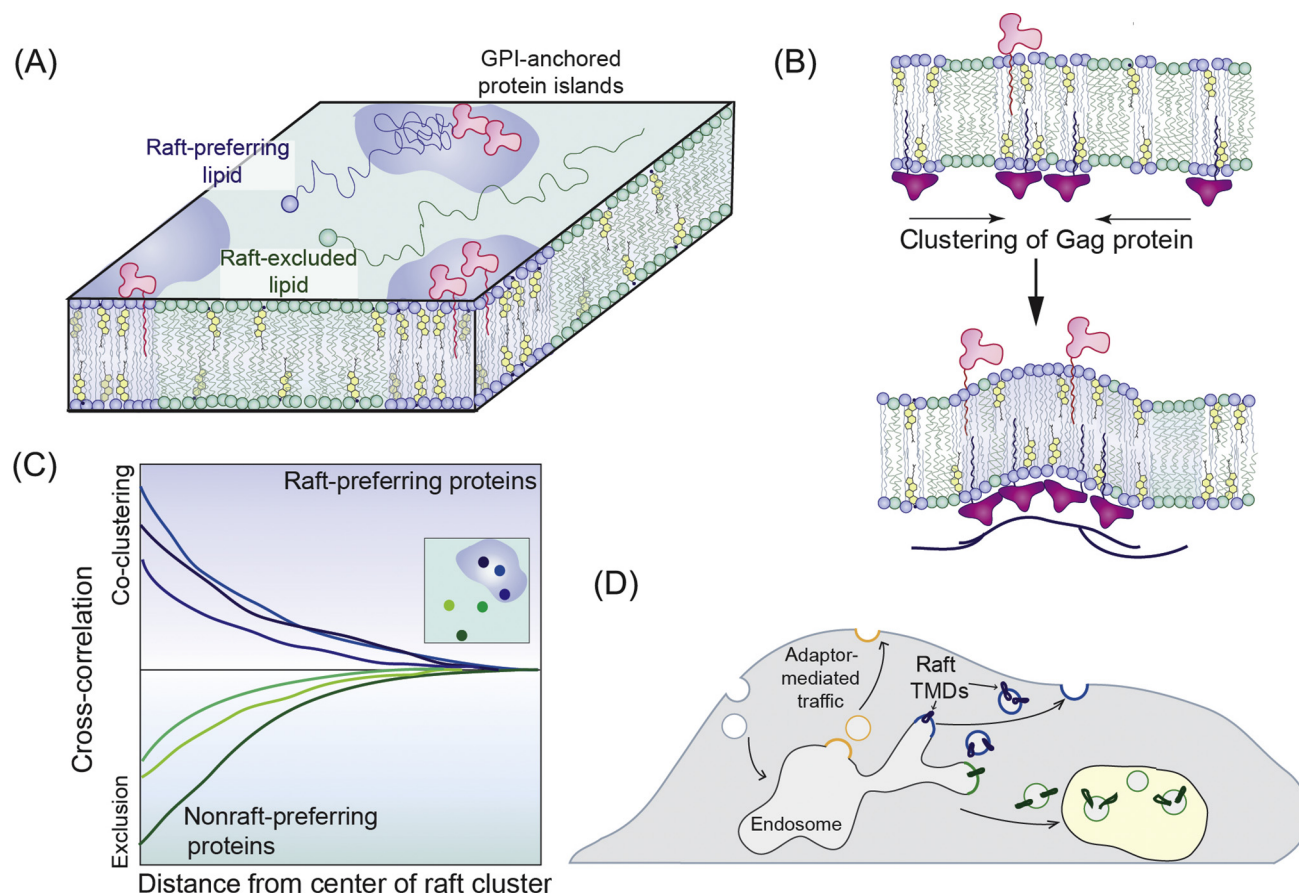 (A)
GPI-anchored
protein islands
Raft-preferring
lipid
Raft-excluded
lipid
(B)
Clustering of Gag protein
(C)
Co-clustering
Cross-correlation
Exclusion
Raft-preferring proteins
Nonraft-preferring
proteins
Distance from center of raft cluster
(D)
Adaptor-
mediated
traffic
Raft
TMDs
Endosome